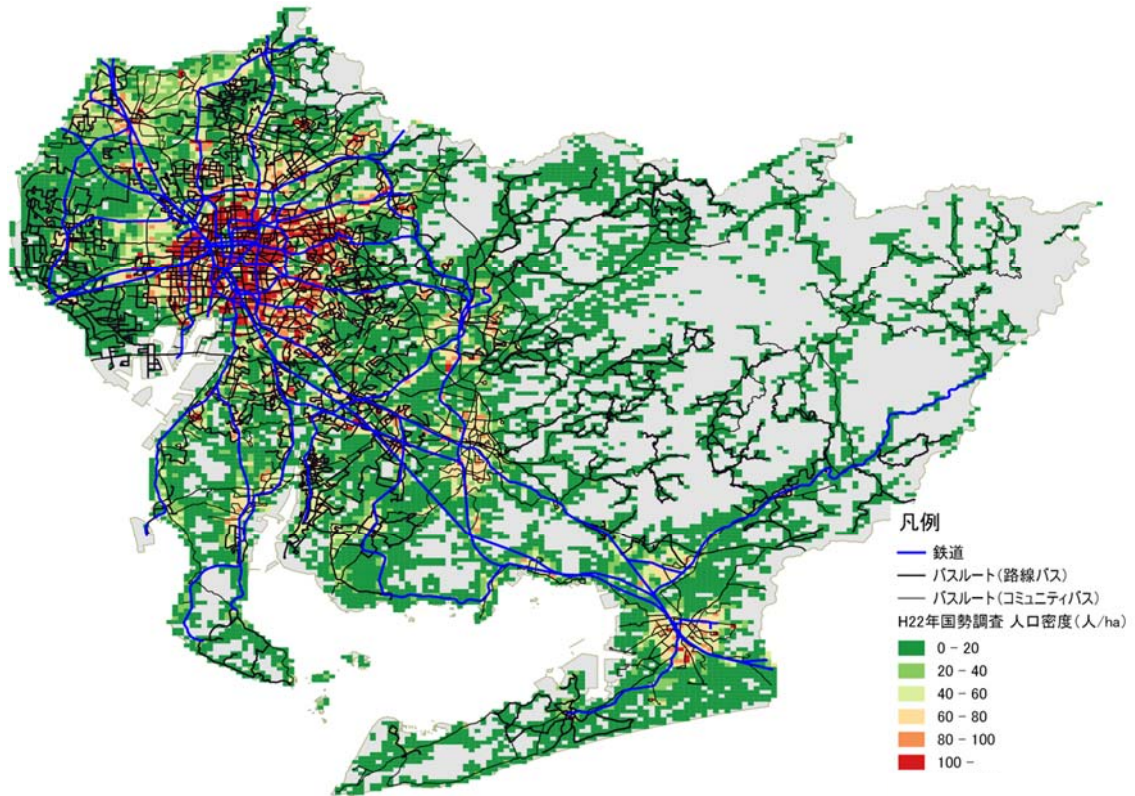 凡例
鉄道
バスルート(路線バス)
バスルート(コミュニティバス)
H22年国勢調査 人口密度(人/ha)
0 - 20
20 - 40
40 - 60
60 - 80
80 - 100
100 -